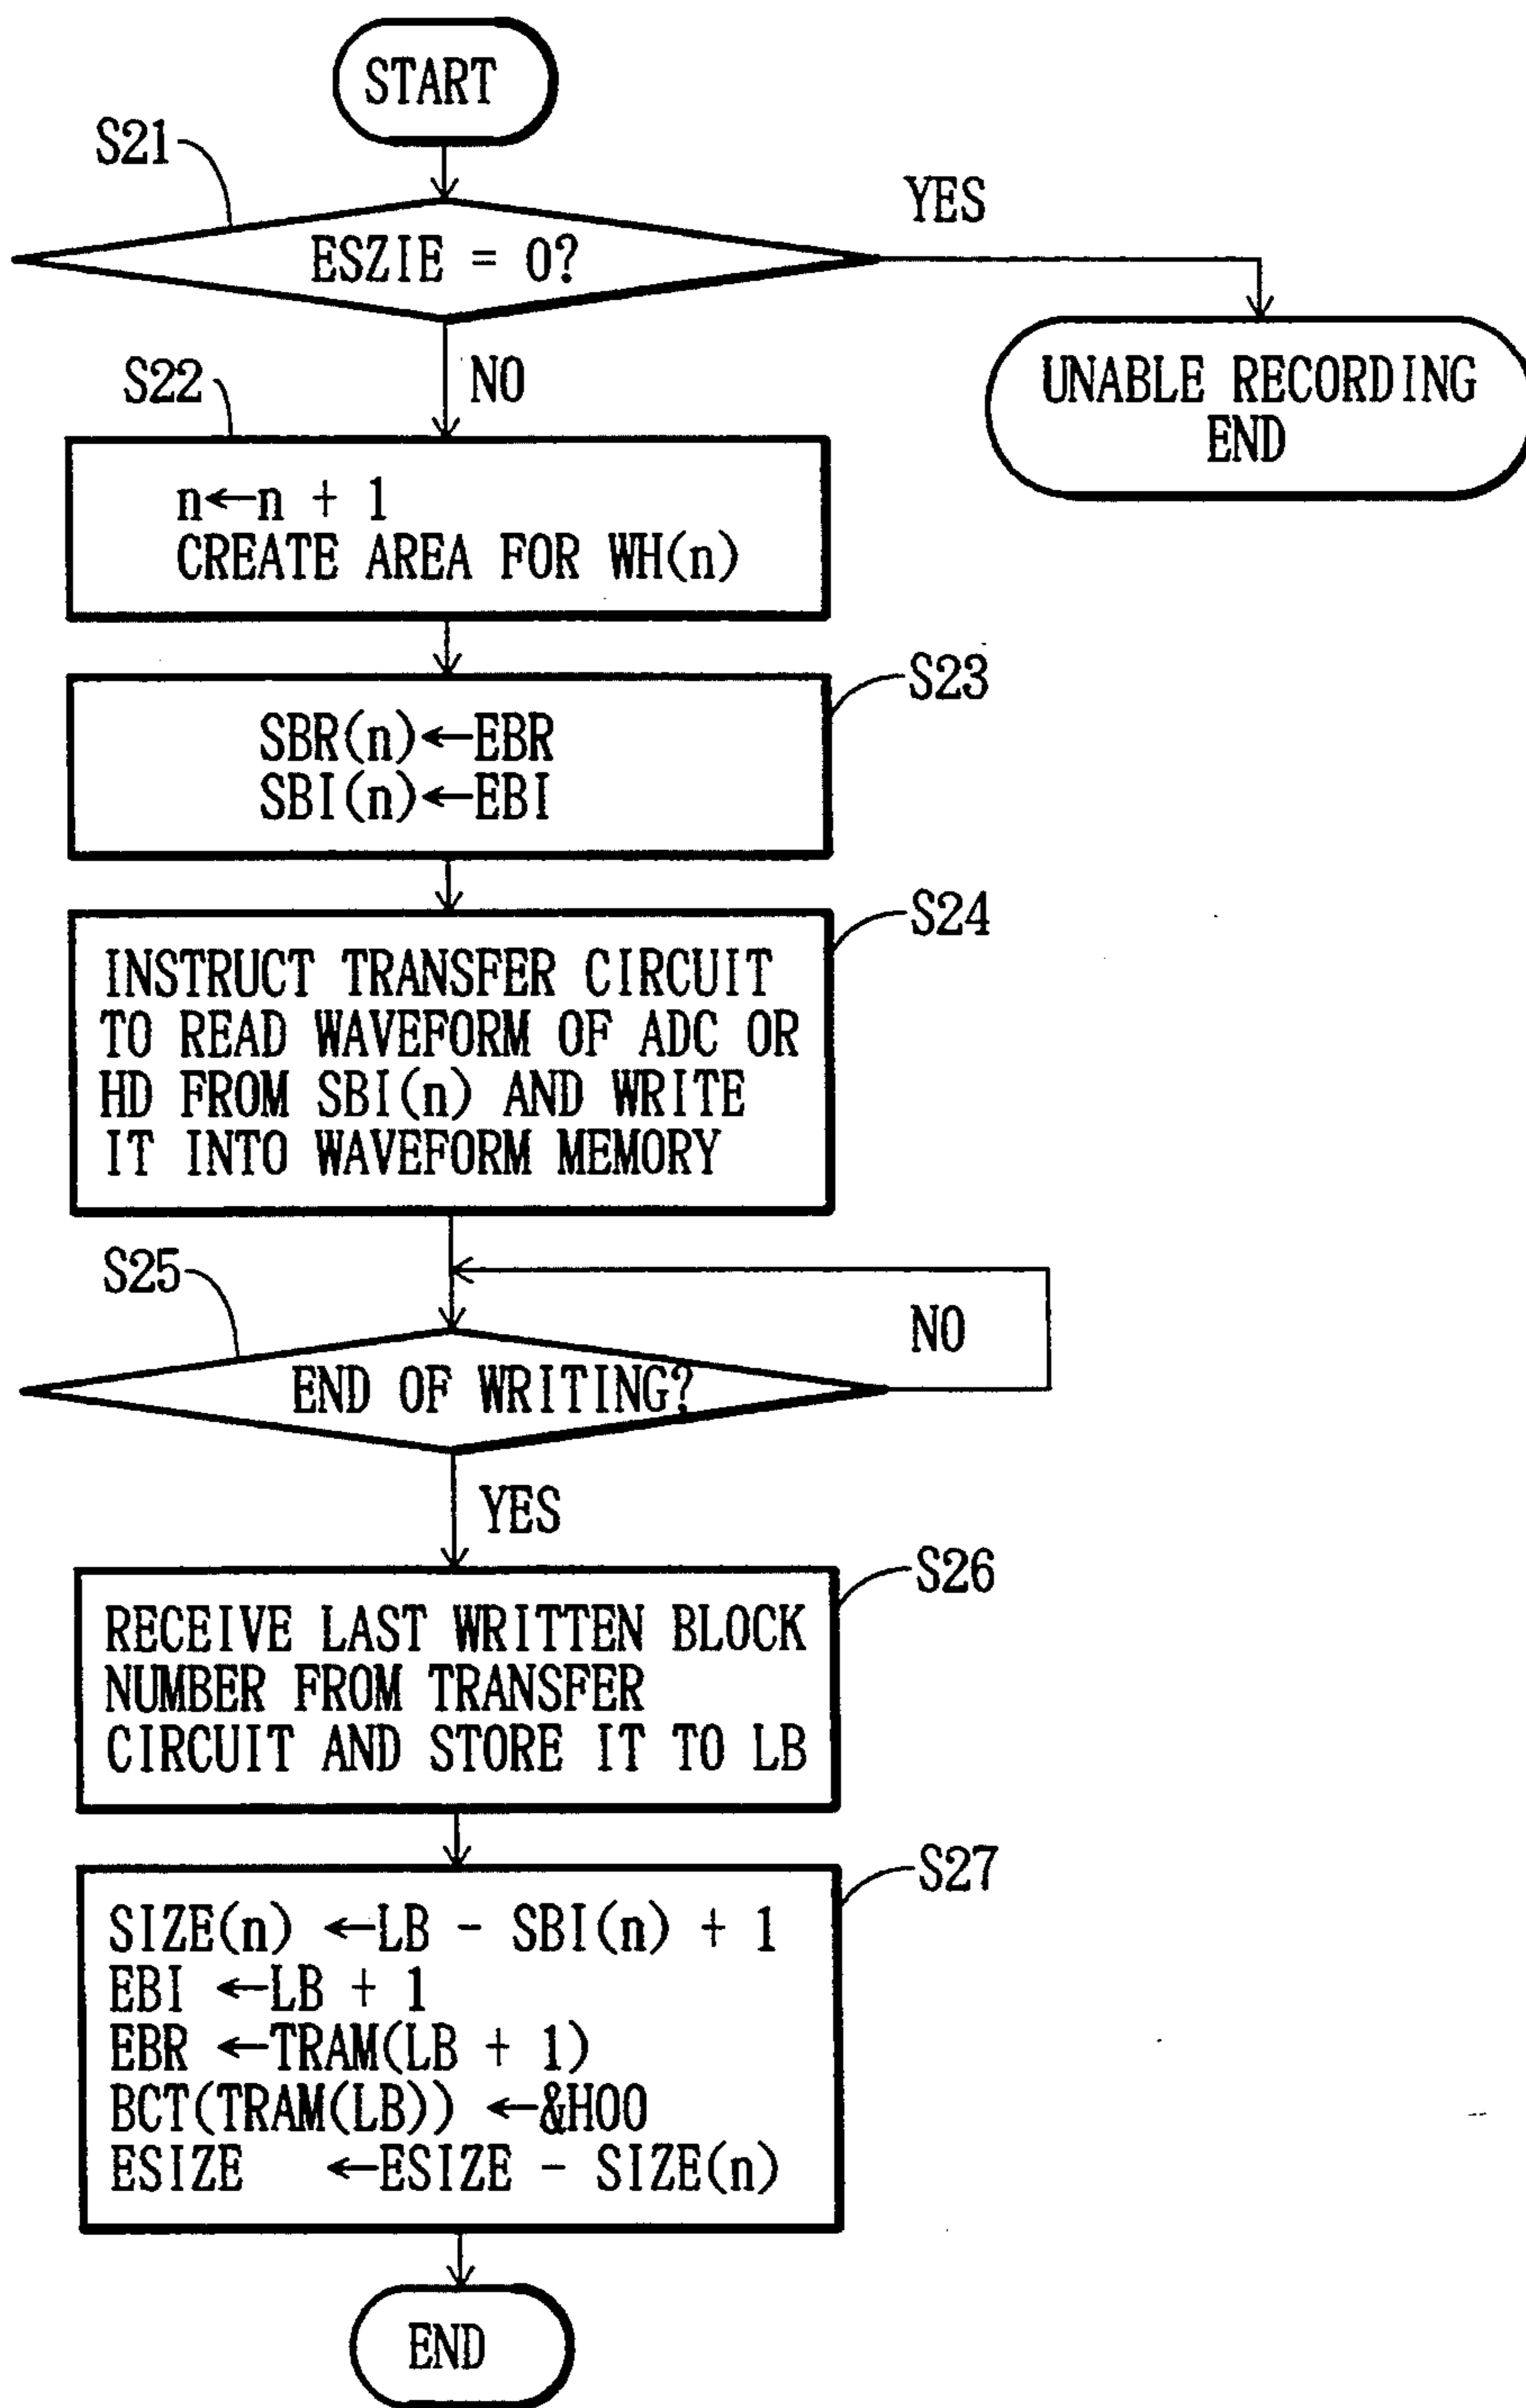 START
S21
ESZIE = 0?
YES
UNABLE RECORDING
END
NO
S22
n←n + 1
CREATE AREA FOR WH(n)
S23
SBR(n)←EBR
SBI(n)←EBI
S24
INSTRUCT TRANSFER CIRCUIT
TO READ WAVEFORM OF ADC OR
HD FROM SBI(n) AND WRITE
IT INTO WAVEFORM MEMORY
S25
NO
END OF WRITING?
YES
S26
RECEIVE LAST WRITTEN BLOCK
NUMBER FROM TRANSFER
CIRCUIT AND STORE IT TO LB
S27
SIZE(n) ←LB - SBI(n) + 1
EBI ←LB + 1
EBR ←TRAM(LB + 1)
BCT(TRAM(LB)) ←&H00
ESIZE ←ESIZE - SIZE(n)
END